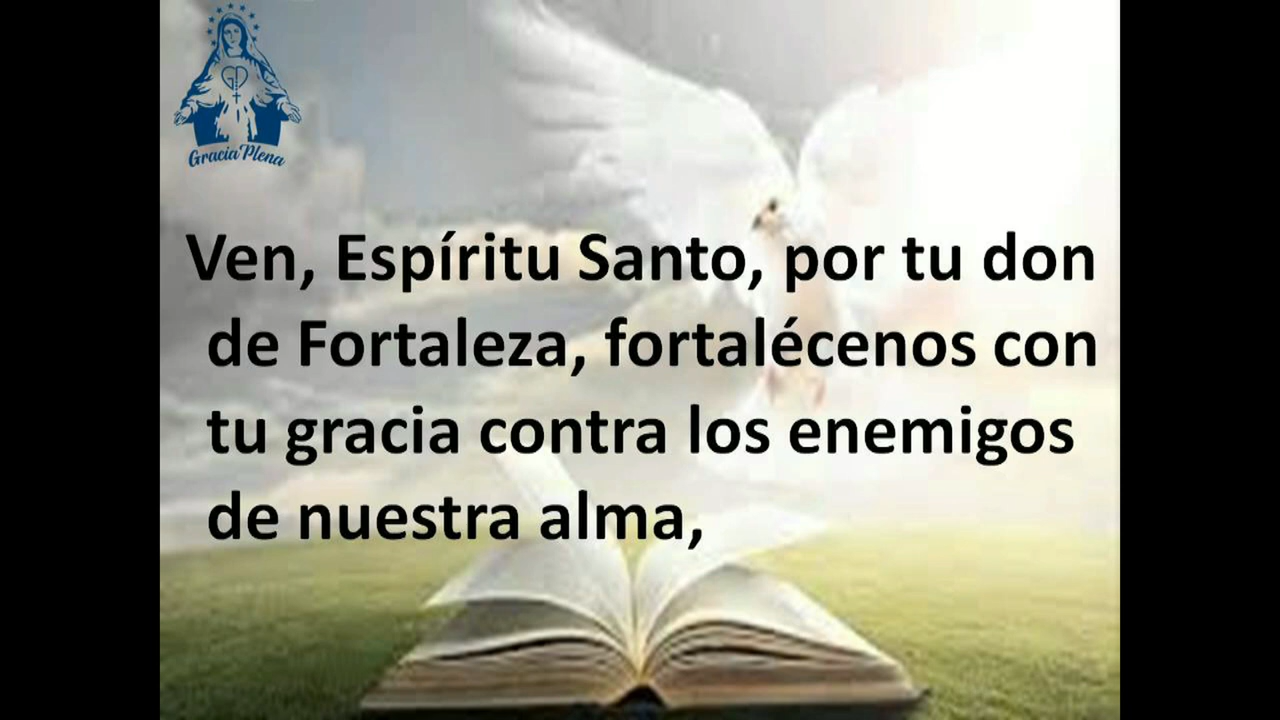 Gracia Plena
Ven, Espíritu Santo, por tu don
de Fortaleza, fortalécenos con
tu gracia contra los enemigos
de nuestra alma,